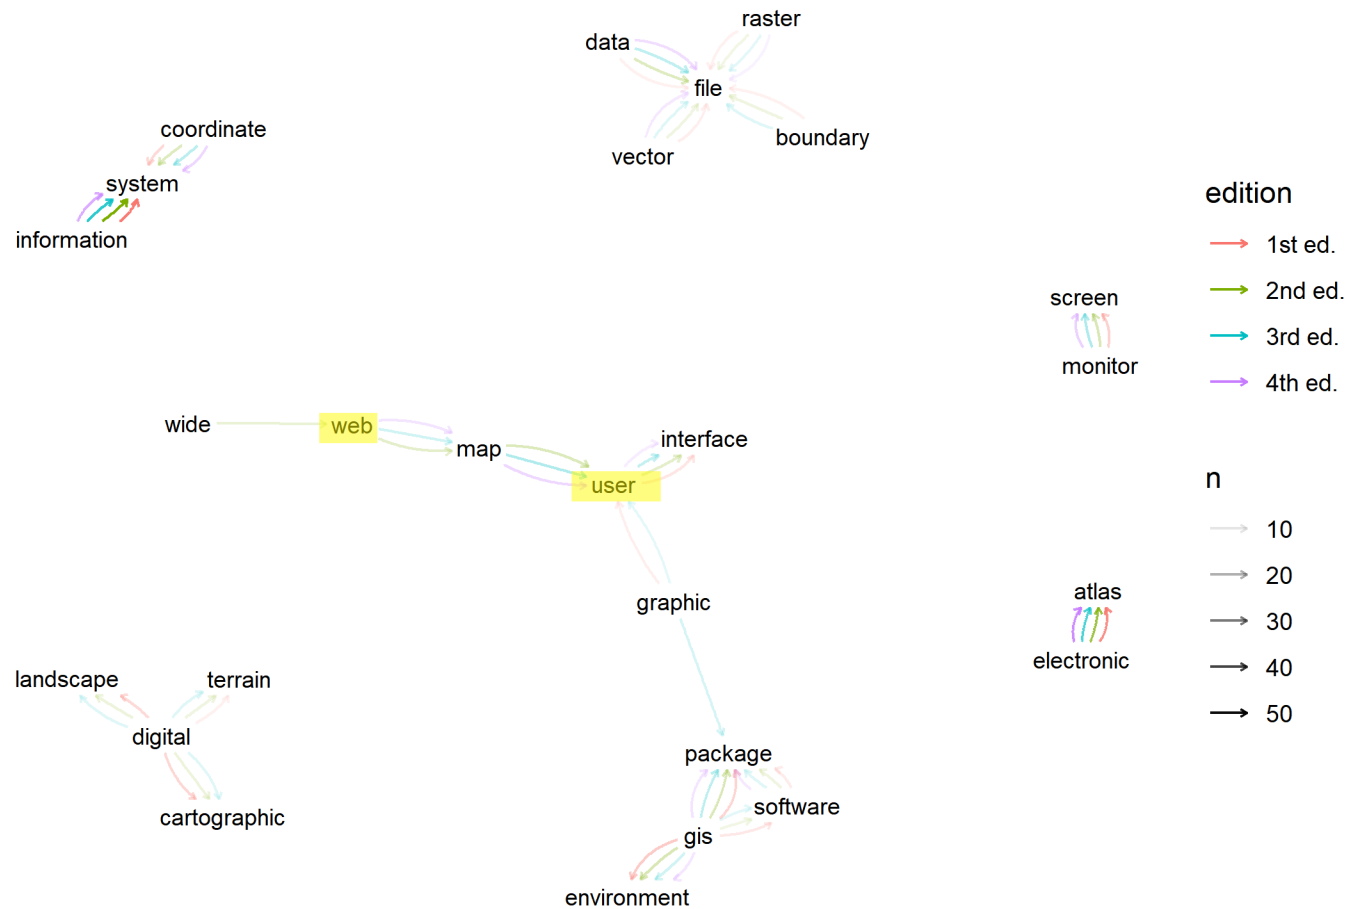 raster
data
file
coordinate
boundary
vector
system
information
edition
1st ed.
2nd ed.
3rd ed.
4th ed.
screen
monitor
wide
web
map
interface
user
n
10
20
30
40
50
graphic
atlas
electronic
landscape
terrain
digital
package
software
cartographic
gis
environment